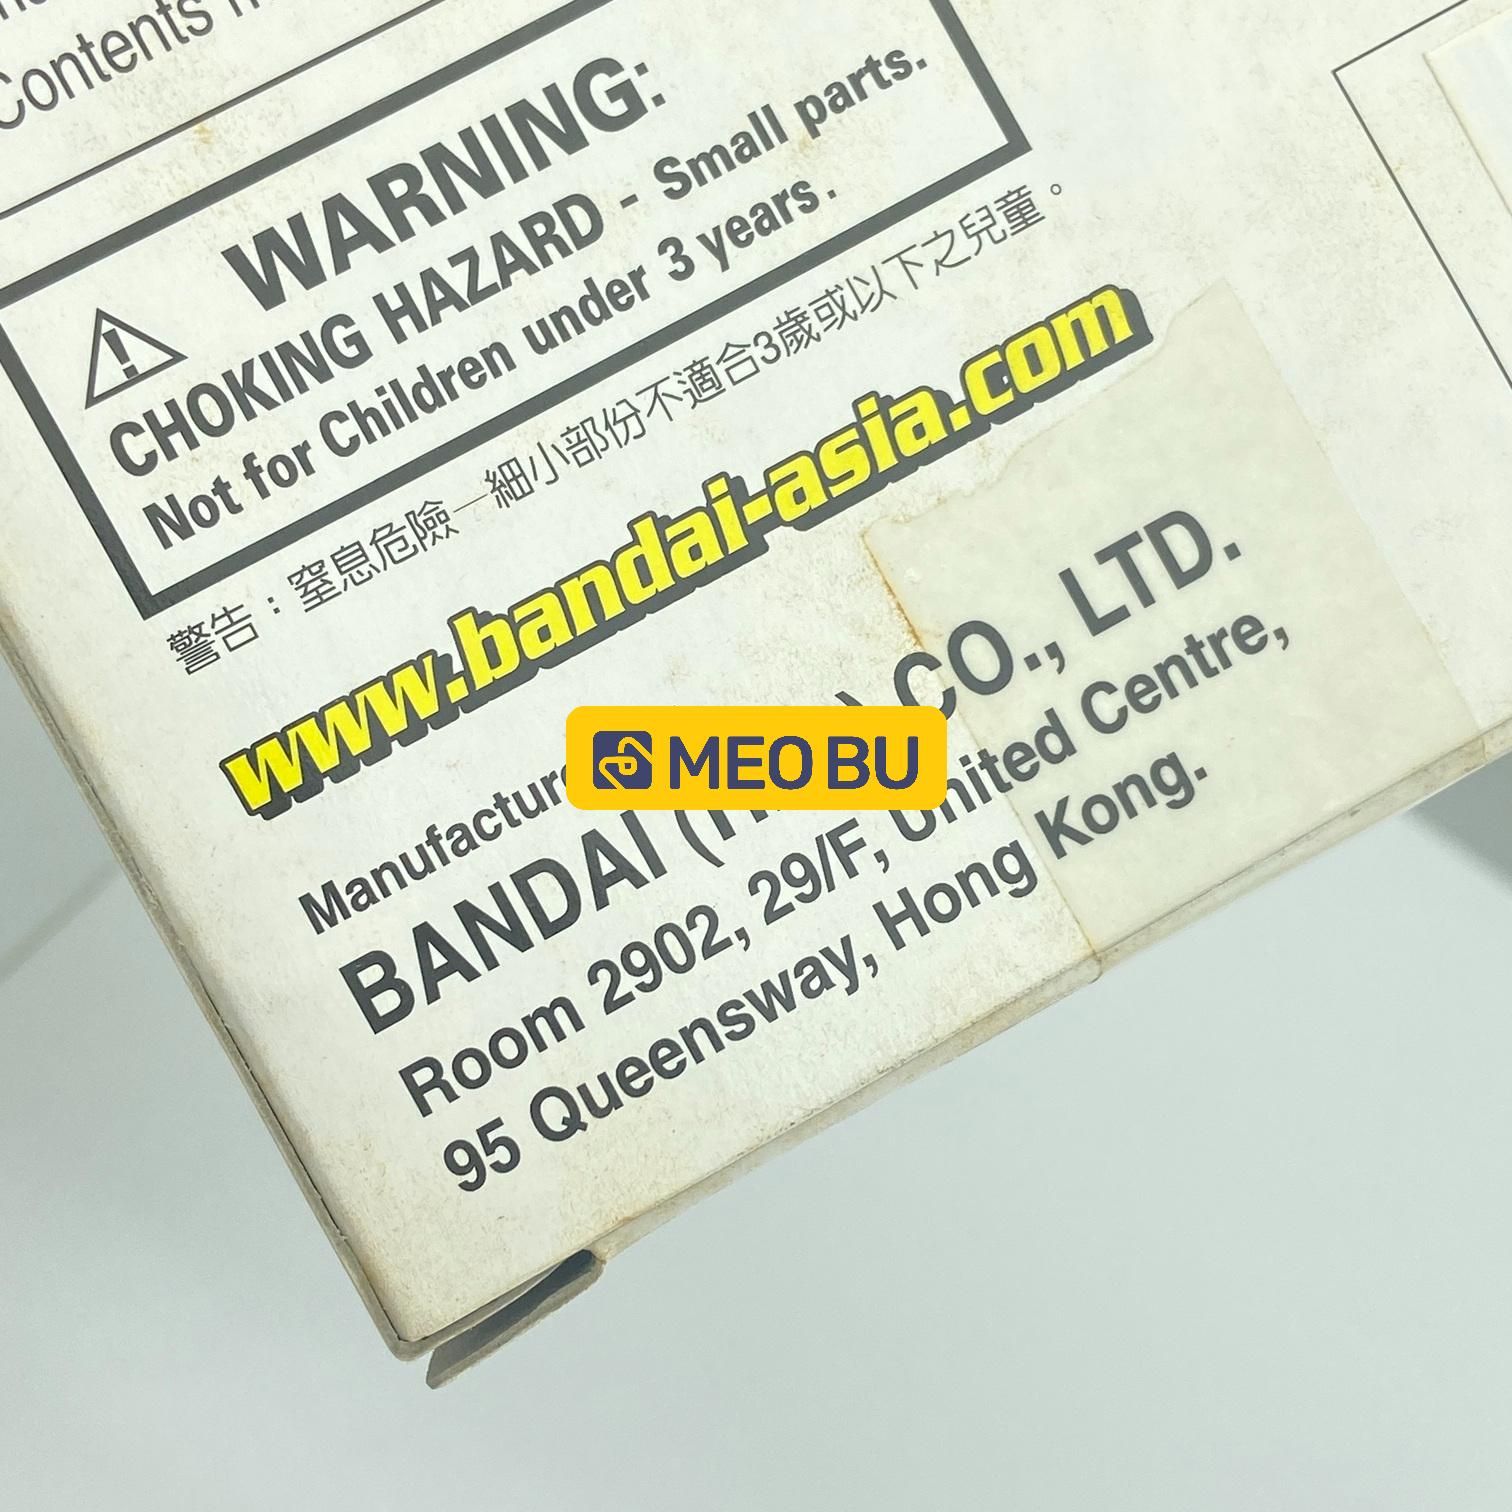 Contents
WARNING:
CHOKING HAZARD - Small parts.
Not for Children under 3 years.
警告：窒息危險—細小部份不適合3歲或以下之兒童。
www.bandai-asia.com
MEO BU
BANDAI ( ) CO., LTD.
Room 2902, 29/F, United Centre,
95 Queensway, Hong Kong.